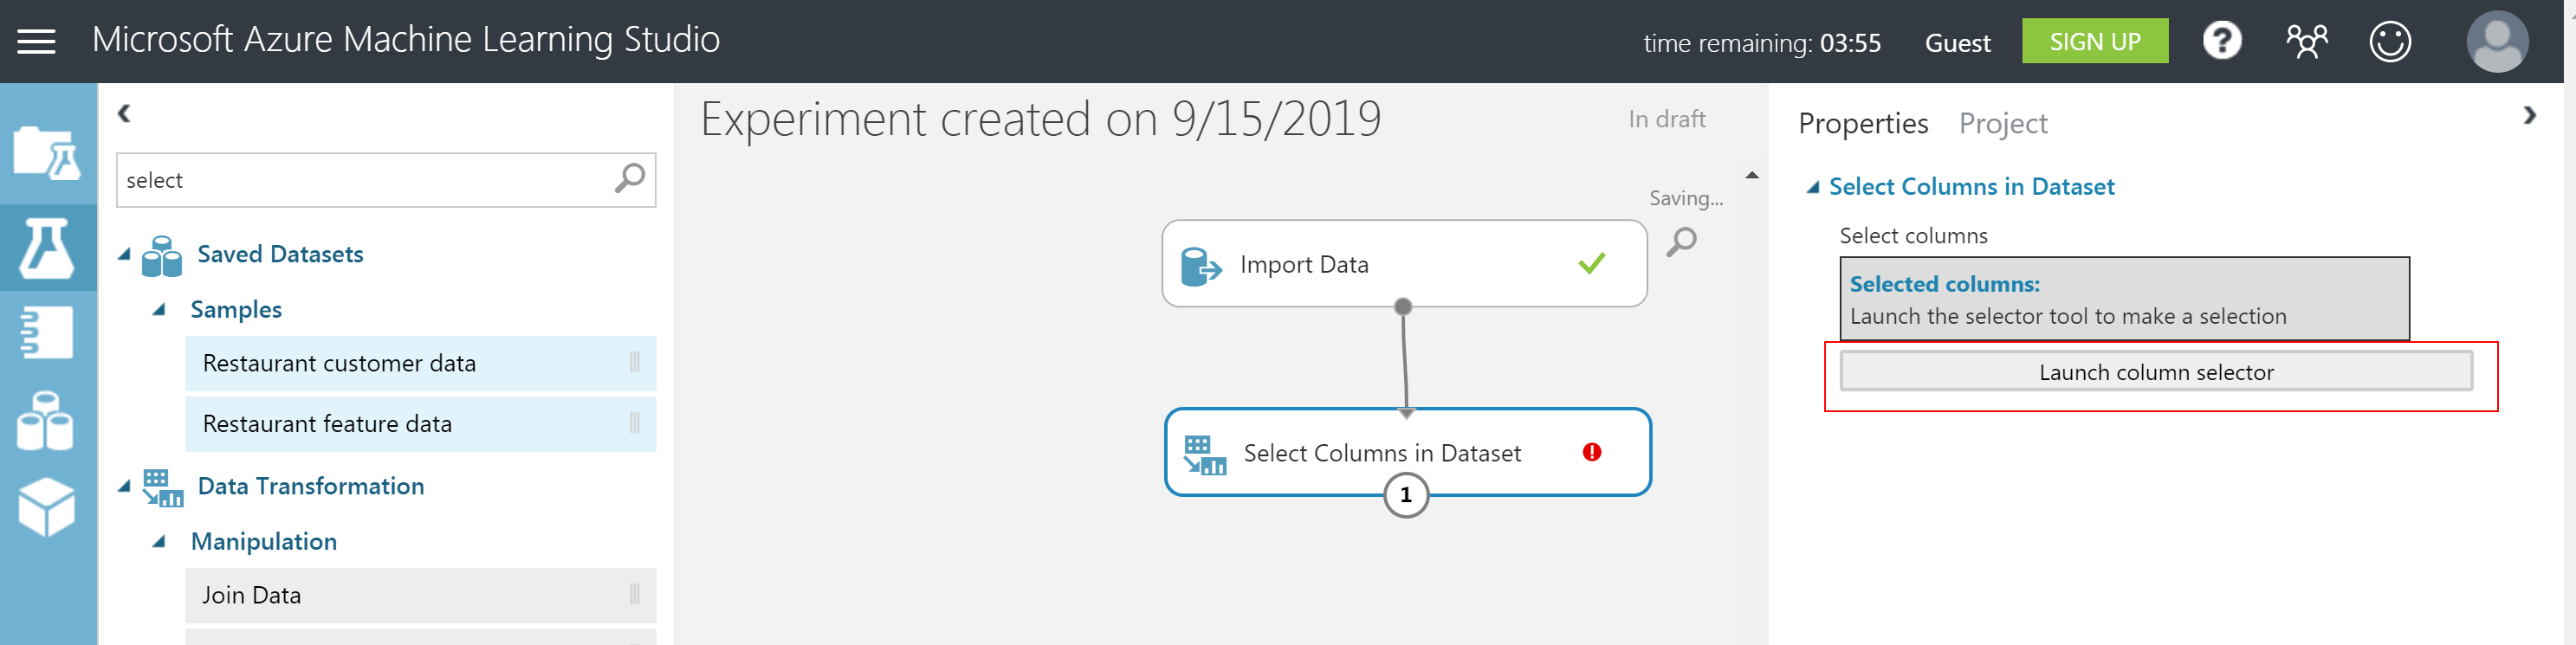 Microsoft Azure Machine Learning Studio
time remaining: 03:55
Guest
SIGN UP
?
select
Saved Datasets
Samples
Restaurant customer data
Restaurant feature data
Data Transformation
Manipulation
Join Data
Experiment created on 9/15/2019
In draft
Saving...
Import Data
Select Columns in Dataset
1
Properties Project
Select Columns in Dataset
Select columns
Selected columns:
Launch the selector tool to make a selection
Launch column selector